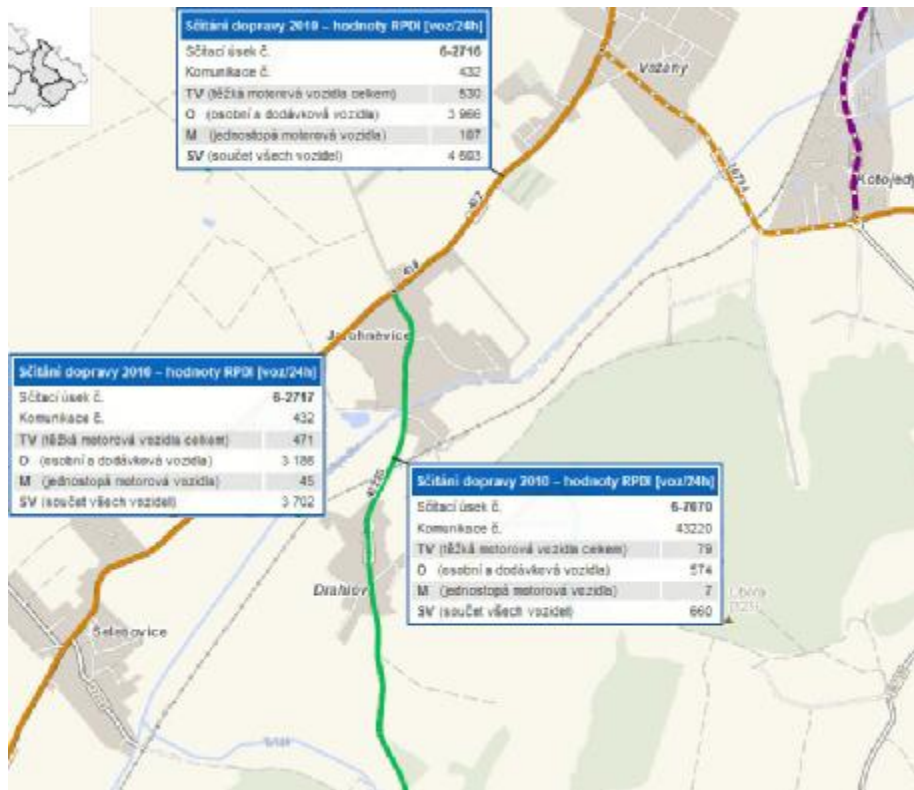 Sčítání dopravy 2010 – hodnoty RPDI [voz/24h]
Sčítací úsek č. 6-2716
Komunikace č. 432
TV (těžká motorová vozidla celkem) 530
O (osobní a dodávková vozidla) 3 966
M (jednostopá motorová vozidla) 187
SV (součet všech vozidel) 4 683
Vážany
Kotojedy
432
Jarohněvice
Sčítání dopravy 2010 – hodnoty RPDI [voz/24h]
Sčítací úsek č. 6-2717
Komunikace č. 432
TV (těžká motorová vozidla celkem) 471
O (osobní a dodávková vozidla) 3 186
M (jednostopá motorová vozidla) 45
SV (součet všech vozidel) 3 702
43220
Sčítání dopravy 2010 – hodnoty RPDI [voz/24h]
Sčítací úsek č. 6-7670
Komunikace č. 43220
TV (těžká motorová vozidla celkem) 79
O (osobní a dodávková vozidla) 574
M (jednostopá motorová vozidla) 7
SV (součet všech vozidel) 660
Drahlov
Šelešovice